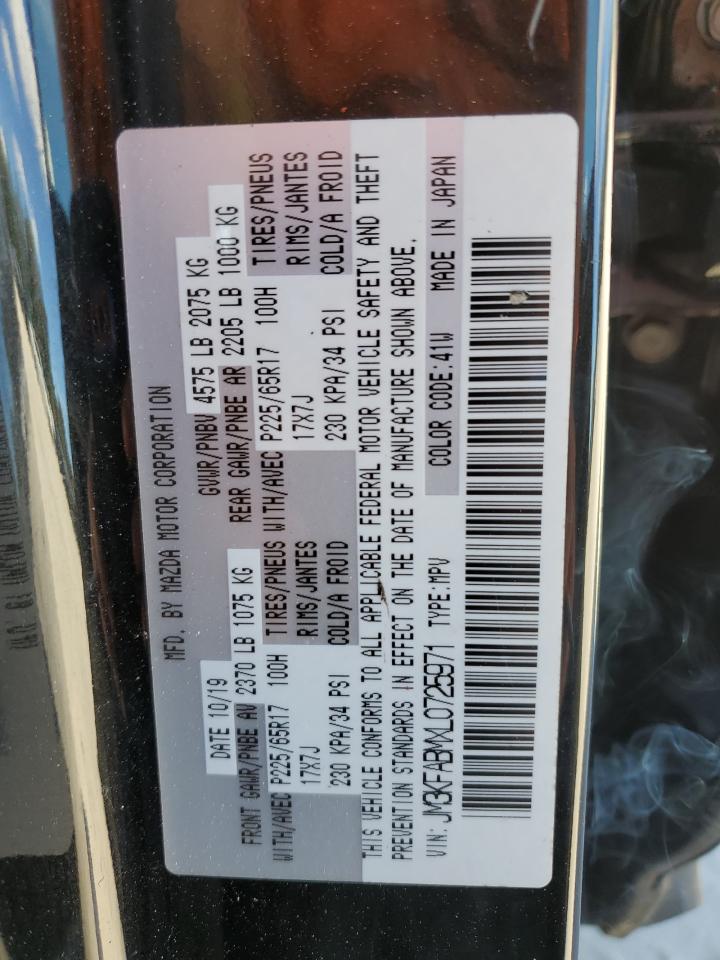 MFD. BY MAZDA MOTOR CORPORATION
DATE 10/19 GVWR/PNBV 4575 LB 2075 KG
FRONT GAWR/PNBE AV 2370 LB 1075 KG REAR GAWR/PNBE AR 2205 LB 1000 KG
WITH/AVEC P225/65R17 100H TIRES/PNEUS WITH/AVEC P225/65R17 100H TIRES/PNEUS
17X7J RIMS/JANTES 17X7J RIMS/JANTES
230 KPA/34 PSI COLD/A FROID 230 KPA/34 PSI COLD/A FROID
THIS VEHICLE CONFORMS TO ALL APPLICABLE FEDERAL MOTOR VEHICLE SAFETY AND THEFT
PREVENTION STANDARDS IN EFFECT ON THE DATE OF MANUFACTURE SHOWN ABOVE.
VIN: JM3KFABMXL0725971 TYPE:MPV COLOR CODE:41W MADE IN JAPAN